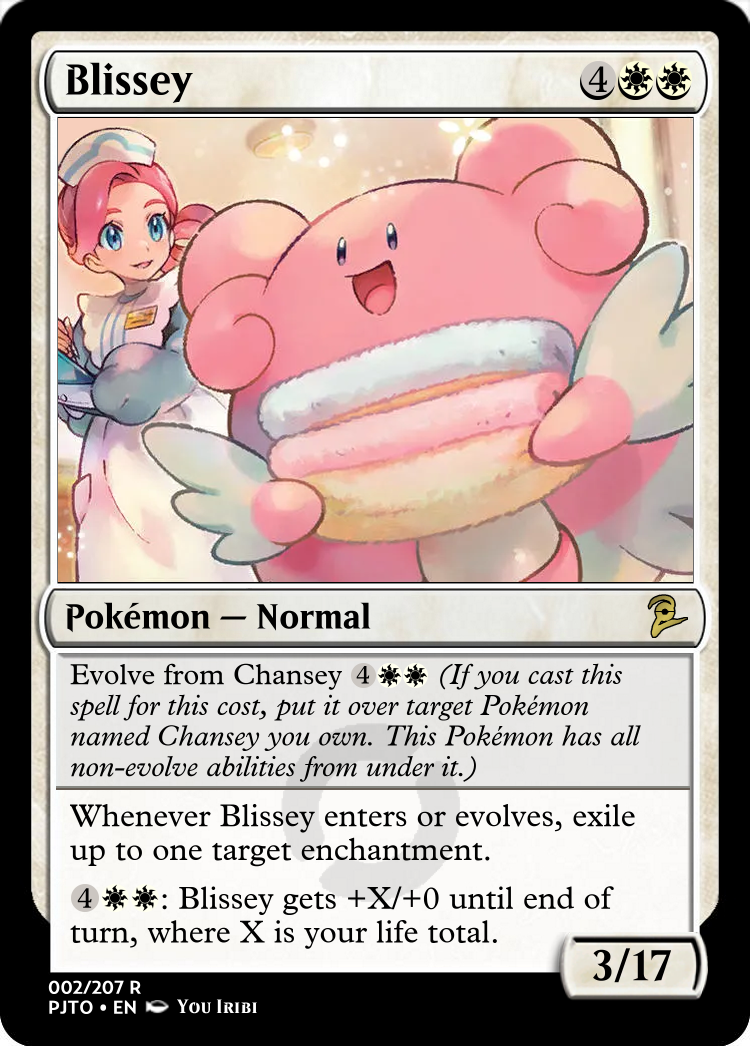 Blissey 4
Pokémon — Normal
Evolve from Chansey 4 (If you cast this
spell for this cost, put it over target Pokémon
named Chansey you own. This Pokémon has all
non-evolve abilities from under it.)
Whenever Blissey enters or evolves, exile
up to one target enchantment.
4: Blissey gets +X/+0 until end of
turn, where X is your life total.
3/17
002/207 R
PJTO • EN You Iribi